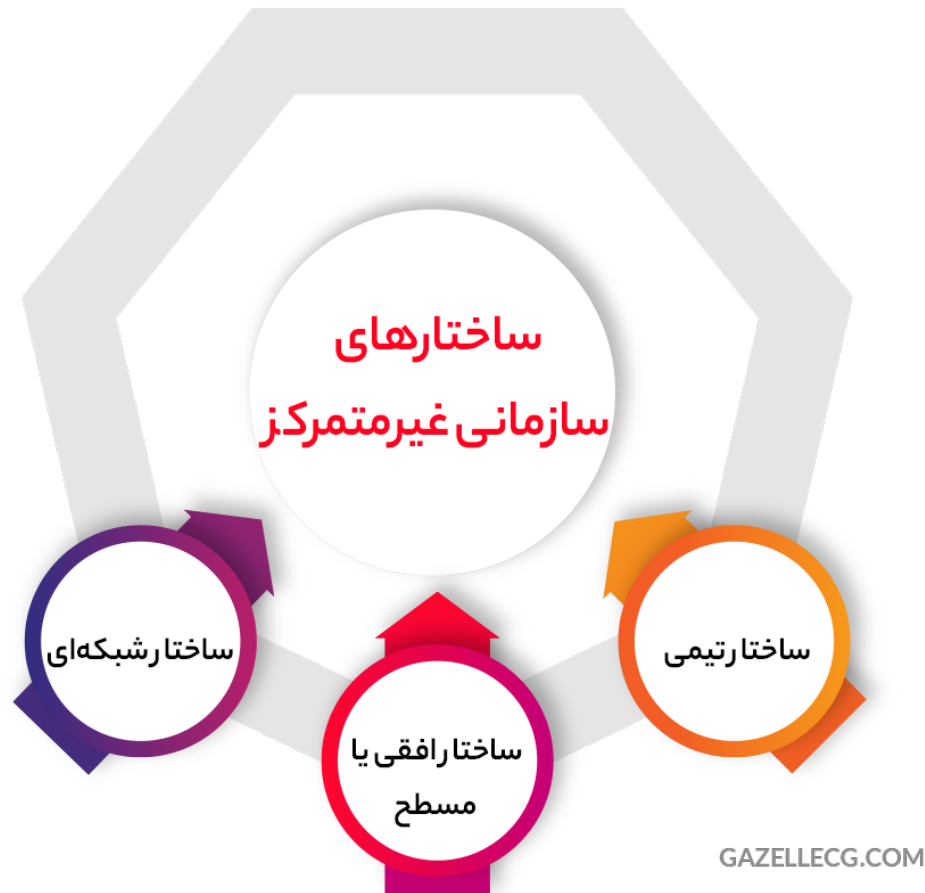 ساختارهای
سازمانی غیرمتمرکز
ساختار تیمی
ساختار افقی یا
مسطح
ساختار شبکه‌ای
GAZELLECG.COM